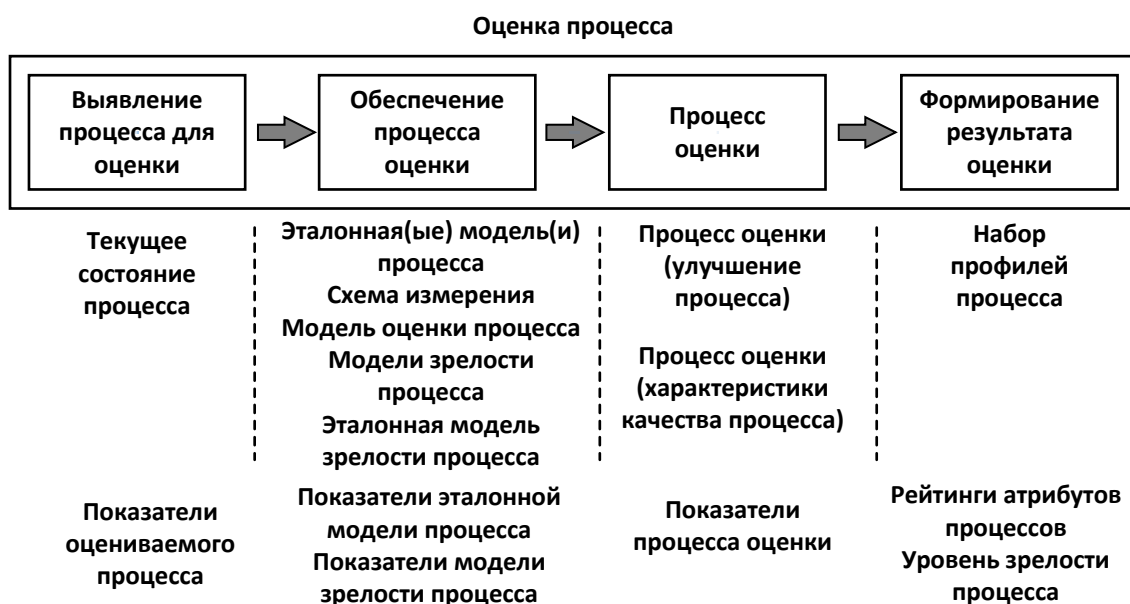 Оценка процесса
Выявление
процесса для
оценки
Обеспечение
процесса
оценки
Процесс
оценки
Формирование
результата
оценки
Текущее
состояние
процесса
Эталонная(ые) модель(и)
процесса
Схема измерения
Модель оценки процесса
Модели зрелости
процесса
Эталонная модель
зрелости процесса
Процесс оценки
(улучшение
процесса)
Процесс оценки
(характеристики
качества процесса)
Набор
профилей
процесса
Показатели
оцениваемого
процесса
Показатели эталонной
модели процесса
Показатели модели
зрелости процесса
Показатели
процесса оценки
Рейтинги атрибутов
процессов
Уровень зрелости
процесса